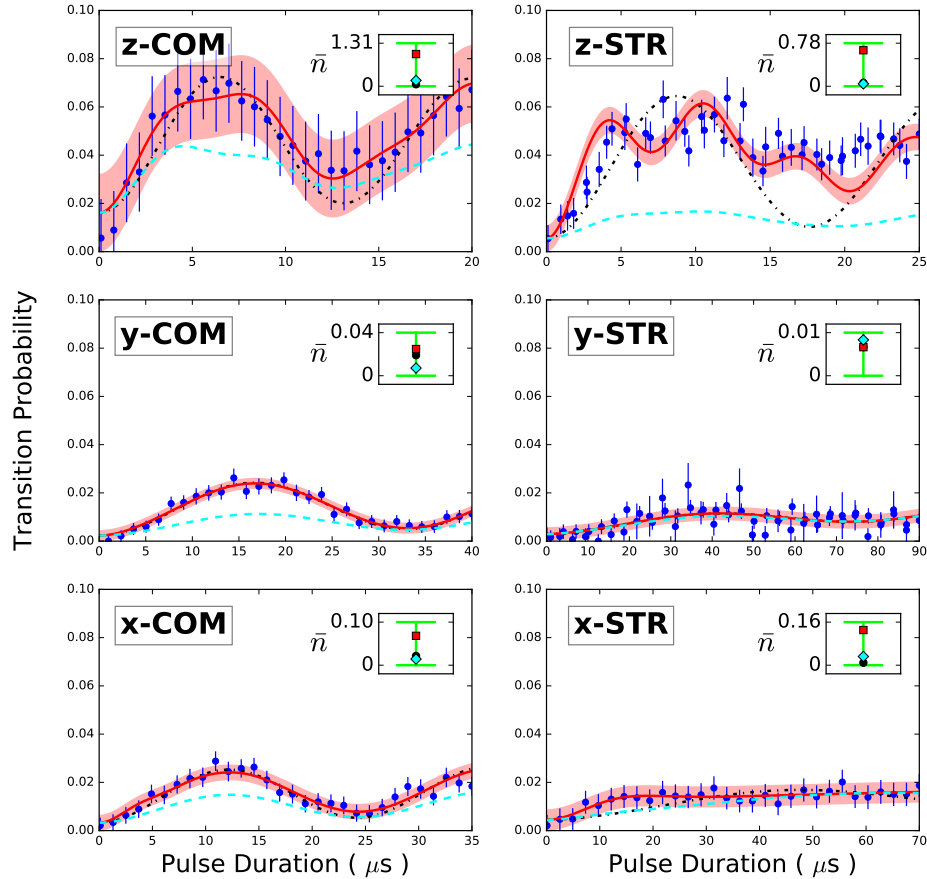 Transition Probability
0.10
0.08
0.06
0.04
0.02
0.00
z-COM
n̄
1.31
0
0 5 10 15 20
0.10
0.08
0.06
0.04
0.02
0.00
z-STR
n̄
0.78
0
0 5 10 15 20 25
0.10
0.08
0.06
0.04
0.02
0.00
y-COM
n̄
0.04
0
0 5 10 15 20 25 30 35 40
0.10
0.08
0.06
0.04
0.02
0.00
y-STR
n̄
0.01
0
0 10 20 30 40 50 60 70 80 90
0.10
0.08
0.06
0.04
0.02
0.00
x-COM
n̄
0.10
0
0 5 10 15 20 25 30 35
Pulse Duration ( μs )
0.10
0.08
0.06
0.04
0.02
0.00
x-STR
n̄
0.16
0
0 10 20 30 40 50 60 70
Pulse Duration ( μs )